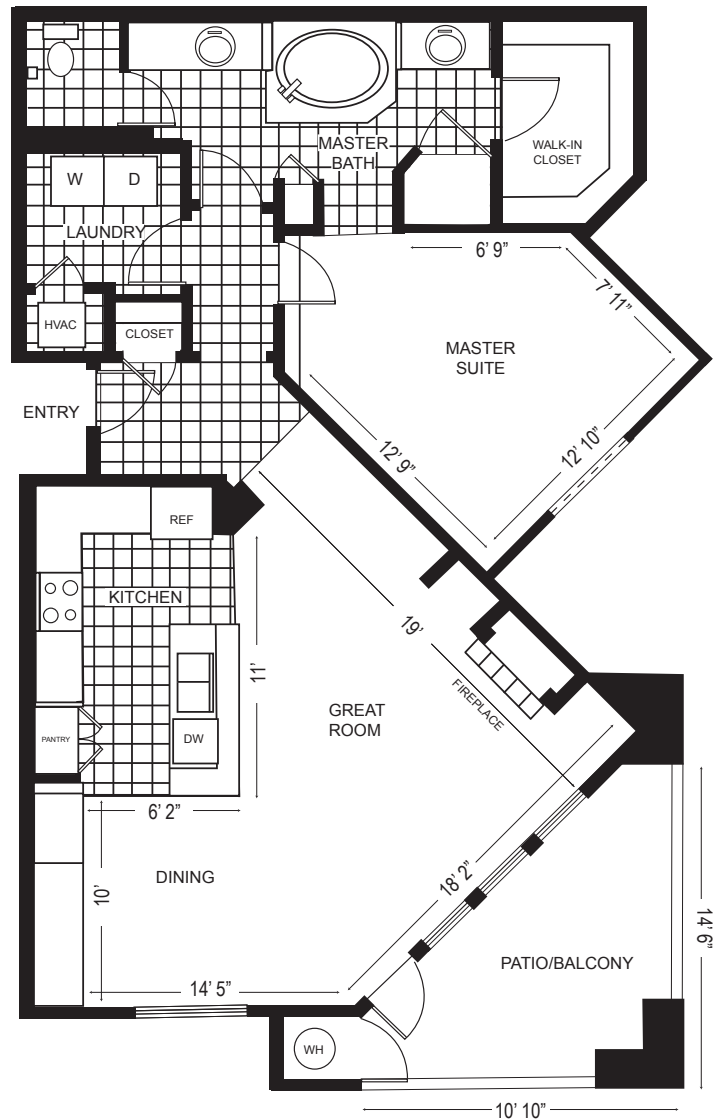 MASTER
BATH
WALK-IN
CLOSET
W
D
LAUNDRY
6’ 9”
7’ 11”
HVAC
CLOSET
MASTER
SUITE
ENTRY
12’ 9”
12’ 10”
REF
KITCHEN
11’
19’
FIREPLACE
GREAT
ROOM
PANTRY
DW
6’ 2”
DINING
10’
18’ 2”
14’ 6”
PATIO/BALCONY
14’ 5”
WH
10’ 10”